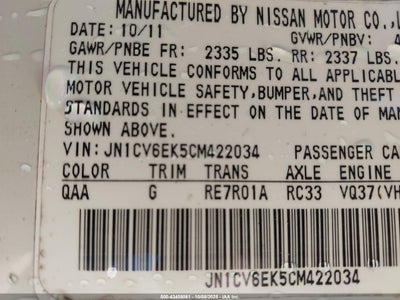 MANUFACTURED BY NISSAN MOTOR CO.,L
DATE: 10/11 GVWR/PNBV: 4
GAWR/PNBE FR: 2335 LBS. RR: 2337 LBS.
THIS VEHICLE CONFORMS TO ALL APPLICABL
MOTOR VEHICLE SAFETY,BUMPER,AND THEFT
STANDARDS IN EFFECT ON THE DATE OF MAN
SHOWN ABOVE.
VIN: JN1CV6EK5CM422034 PASSENGER CA
COLOR TRIM TRANS AXLE ENGINE
QAA G RE7R01A RC33 VQ37(VH
JN1CV6EK5CM422034